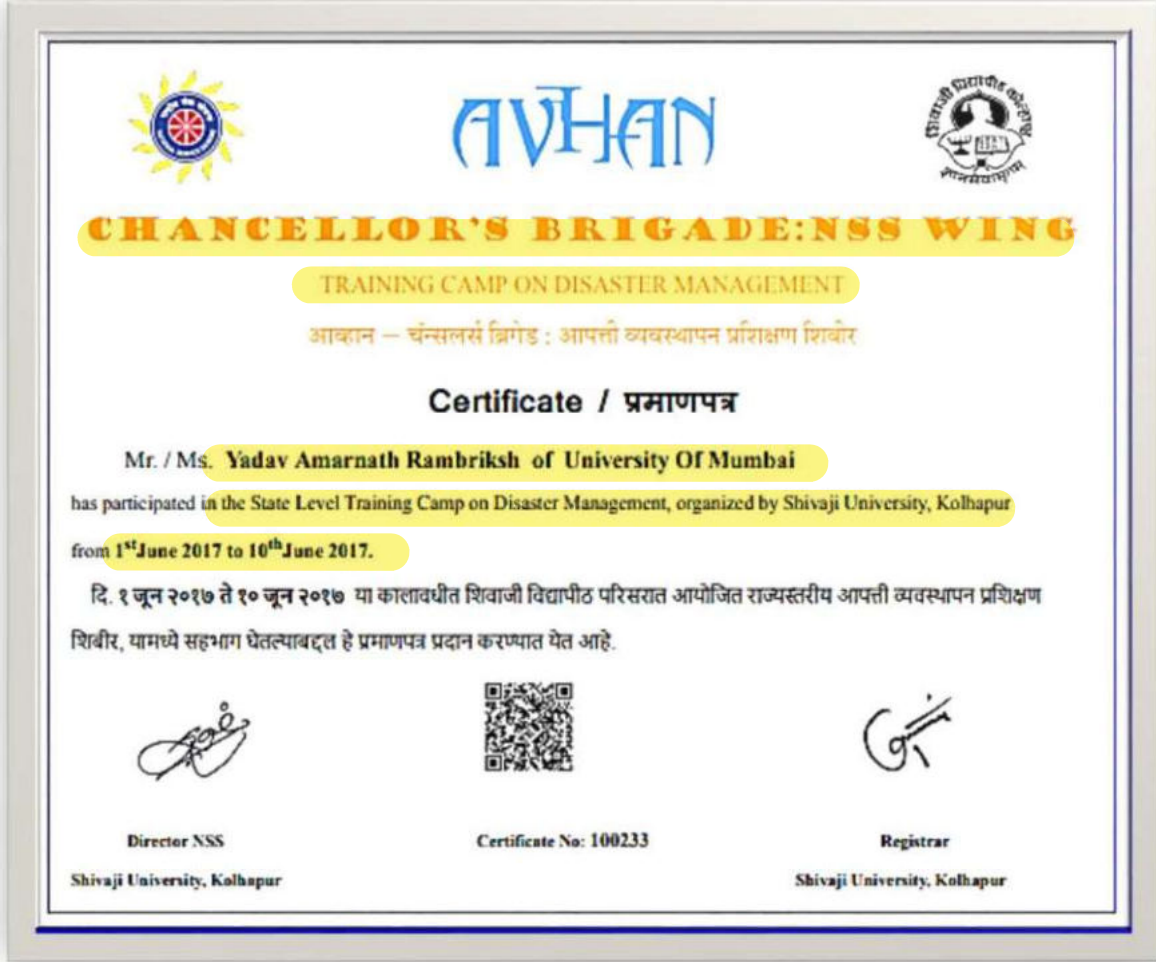 AVHAN
शिवाजी विद्यापीठ कोल्हापूर
ज्ञानमेवामृतम
CHANCELLOR'S BRIGADE:NSS WING
TRAINING CAMP ON DISASTER MANAGEMENT
आव्हान – चॅन्सलर्स ब्रिगेड : आपत्ती व्यवस्थापन प्रशिक्षण शिबीर
Certificate / प्रमाणपत्र
Mr. / Ms. Yadav Amarnath Rambriksh of University Of Mumbai
has participated in the State Level Training Camp on Disaster Management, organized by Shivaji University, Kolhapur
from 1st June 2017 to 10th June 2017.
दि. १ जून २०१७ ते १० जून २०१७ या कालावधीत शिवाजी विद्यापीठ परिसरात आयोजित राज्यस्तरीय आपत्ती व्यवस्थापन प्रशिक्षण
शिबीर, यामध्ये सहभाग घेतल्याबद्दल हे प्रमाणपत्र प्रदान करण्यात येत आहे.
Director NSS
Certificate No: 100233
Registrar
Shivaji University, Kolhapur
Shivaji University, Kolhapur